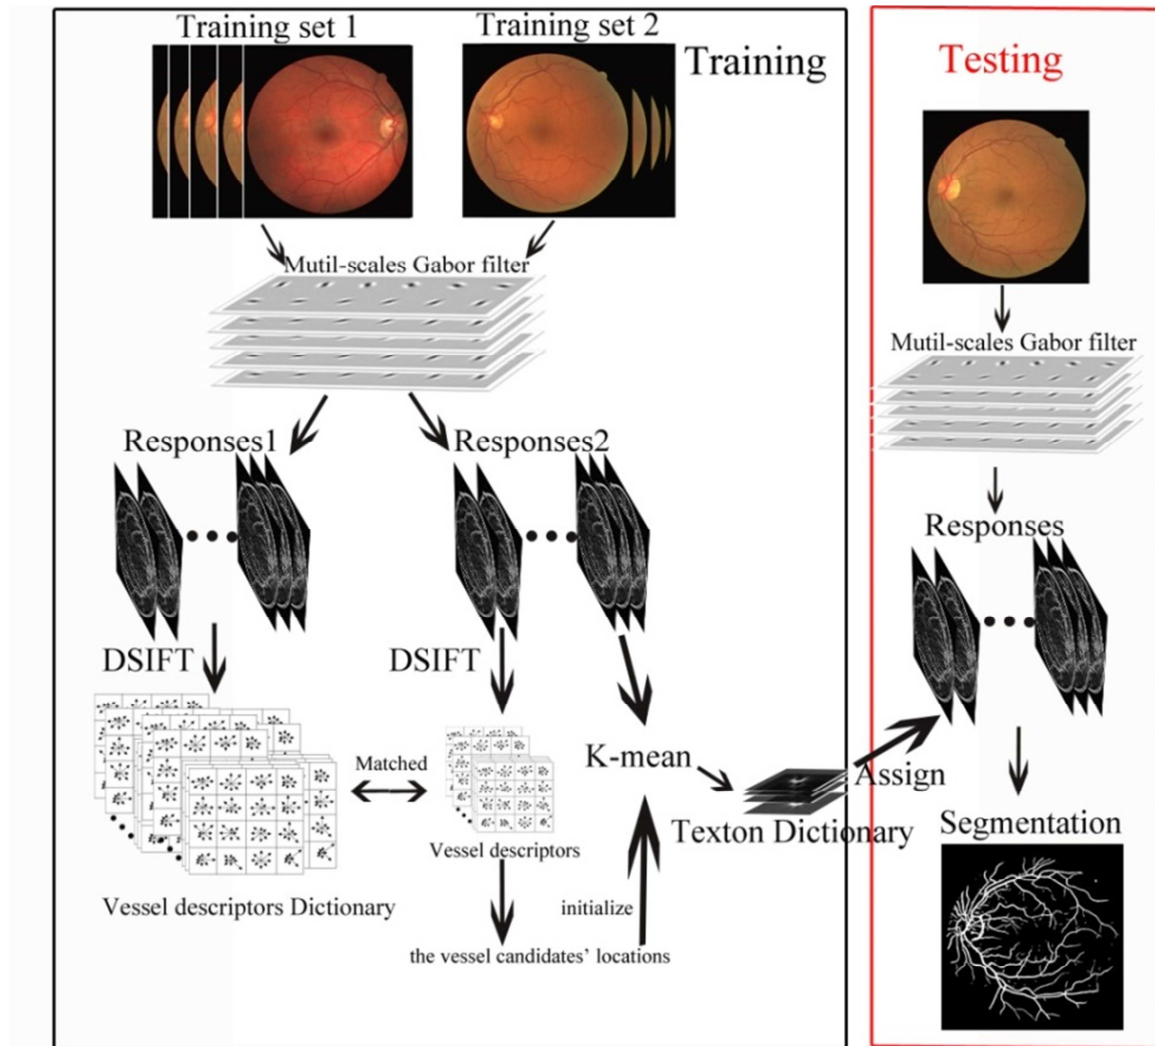 Training set 1
Training set 2
Training
Mutil-scales Gabor filter
Responses1
Responses2
DSIFT
DSIFT
Matched
K-mean
Vessel descriptors
Texton Dictionary
Vessel descriptors Dictionary
initialize
the vessel candidates' locations
Assign
Testing
Mutil-scales Gabor filter
Responses
Segmentation